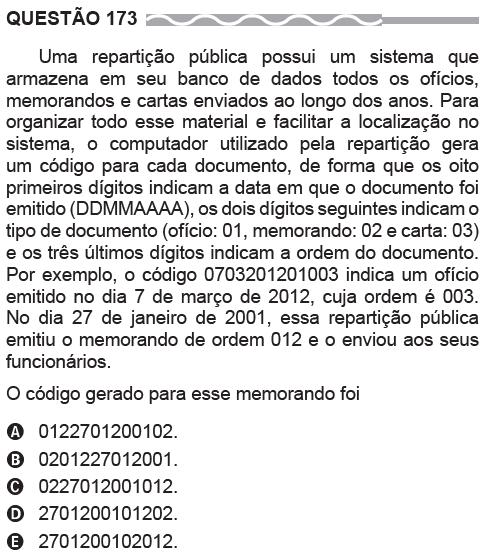 QUESTÃO 173
Uma repartição pública possui um sistema que
armazena em seu banco de dados todos os ofícios,
memorandos e cartas enviados ao longo dos anos. Para
organizar todo esse material e facilitar a localização no
sistema, o computador utilizado pela repartição gera
um código para cada documento, de forma que os oito
primeiros dígitos indicam a data em que o documento foi
emitido (DDMMAAAA), os dois dígitos seguintes indicam o
tipo de documento (ofício: 01, memorando: 02 e carta: 03)
e os três últimos dígitos indicam a ordem do documento.
Por exemplo, o código 0703201201003 indica um ofício
emitido no dia 7 de março de 2012, cuja ordem é 003.
No dia 27 de janeiro de 2001, essa repartição pública
emitiu o memorando de ordem 012 e o enviou aos seus
funcionários.
O código gerado para esse memorando foi
A 0122701200102.
B 0201227012001.
C 0227012001012.
D 2701200101202.
E 2701200102012.